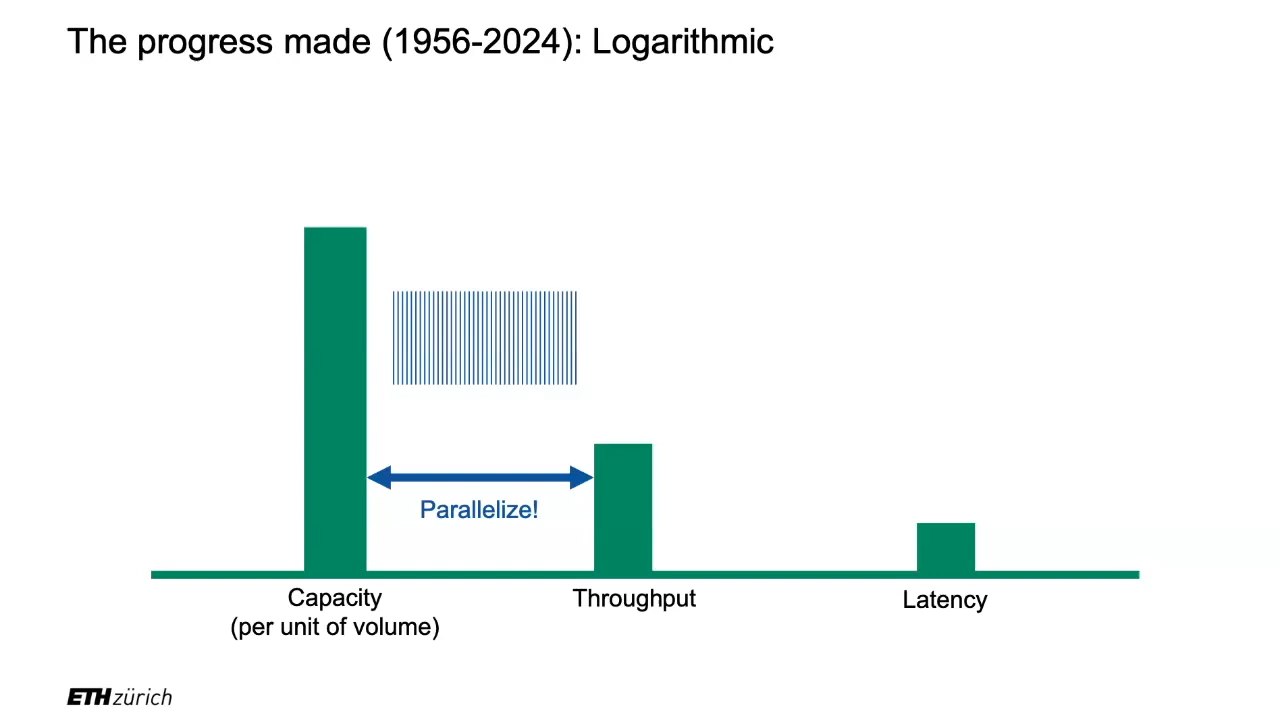 The progress made (1956-2024): Logarithmic
Parallelize!
Capacity
(per unit of volume)
Throughput
Latency
ETH zürich